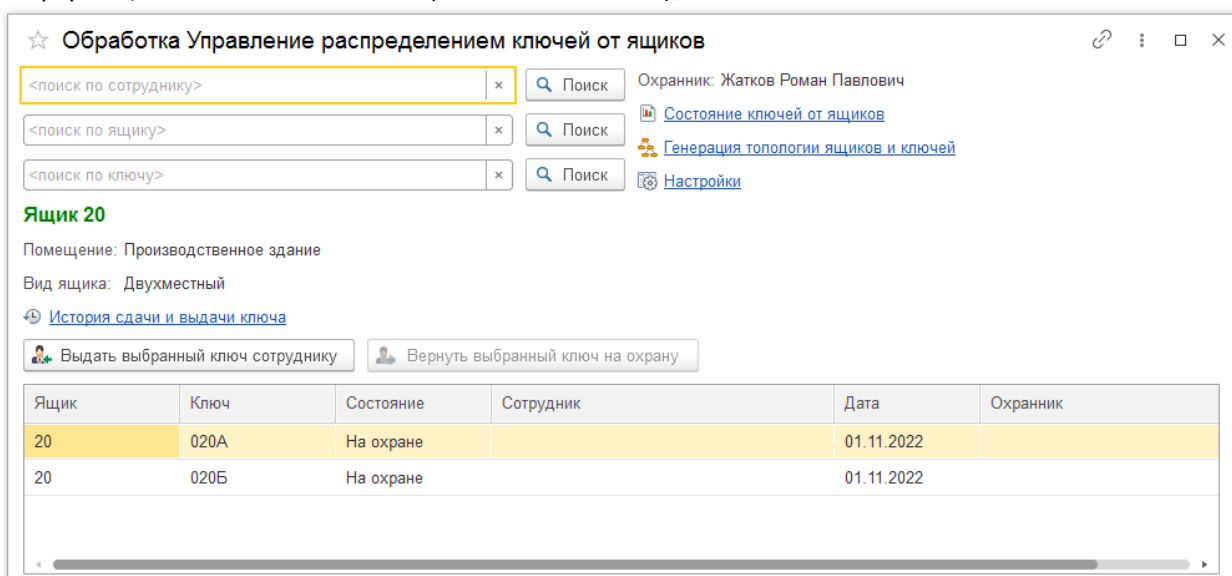 Обработка Управление распределением ключей от ящиков
<поиск по сотруднику> × Поиск Охранник: Жатков Роман Павлович
Состояние ключей от ящиков
<поиск по ящику> × Поиск
Генерация топологии ящиков и ключей
<поиск по ключу> × Поиск
Настройки
Ящик 20
Помещение: Производственное здание
Вид ящика: Двухместный
История сдачи и выдачи ключа
Выдать выбранный ключ сотруднику Вернуть выбранный ключ на охрану
Ящик Ключ Состояние Сотрудник Дата Охранник
20 020А На охране 01.11.2022
20 020Б На охране 01.11.2022